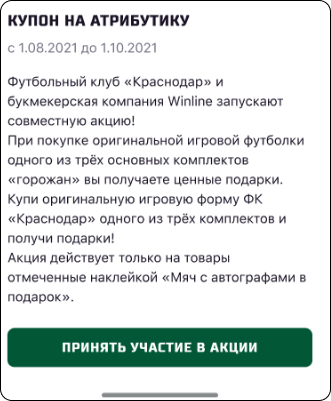 КУПОН НА АТРИБУТИКУ
с 1.08.2021 до 1.10.2021
Футбольный клуб «Краснодар» и
букмекерская компания Winline запускают
совместную акцию!
При покупке оригинальной игровой футболки
одного из трёх основных комплектов
«горожан» вы получаете ценные подарки.
Купи оригинальную игровую форму ФК
«Краснодар» одного из трёх комплектов и
получи подарки!
Акция действует только на товары
отмеченные наклейкой «Мяч с автографами в
подарок».
ПРИНЯТЬ УЧАСТИЕ В АКЦИИ